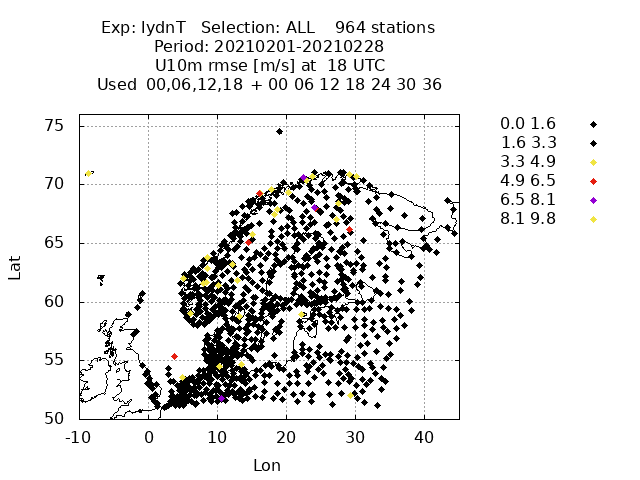 Exp: IydnT   Selection: ALL    964 stations
Period: 20210201-20210228
U10m rmse [m/s] at  18 UTC
Used  00,06,12,18  + 00 06 12 18 24 30 36
0.0 1.6
1.6 3.3
3.3 4.9
4.9 6.5
6.5 8.1
8.1 9.8
75
70
65
60
55
50
Lat
-10 0 10 20 30 40
Lon